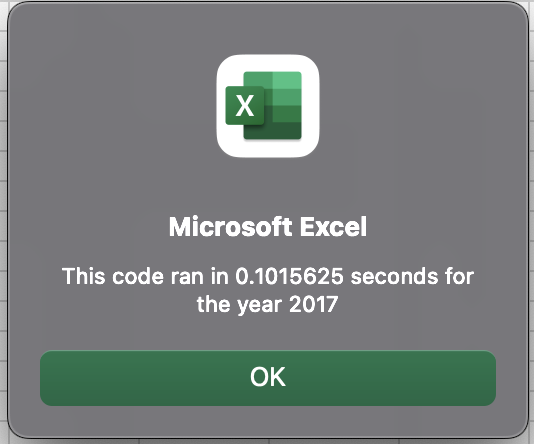 X
Microsoft Excel
This code ran in 0.1015625 seconds for
the year 2017
OK